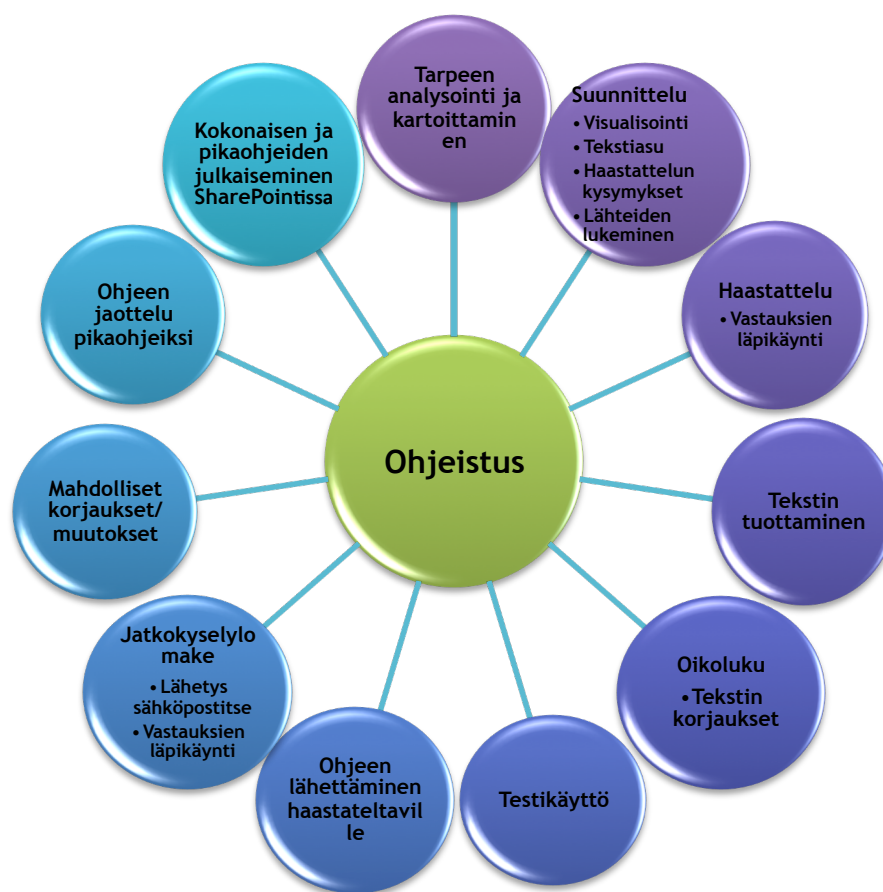 Tarpeen
analysointi ja
kartoittamin
en
Suunnittelu
• Visualisointi
• Tekstiasu
• Haastattelun
kysymykset
• Lähteiden
lukeminen
Haastattelu
• Vastauksien
läpikäynti
Tekstin
tuottaminen
Oikoluku
• Tekstin
korjaukset
Testikäyttö
Ohjeen
lähettäminen
haastateltavil
le
Jatkokyselylo
make
• Lähetys
sähköpostitse
• Vastauksien
läpikäynti
Mahdolliset
korjaukset/
muutokset
Ohjeen
jaottelu
pikaohjeiksi
Kokonaisen ja
pikaohjeiden
julkaiseminen
SharePointissa
Ohjeistus